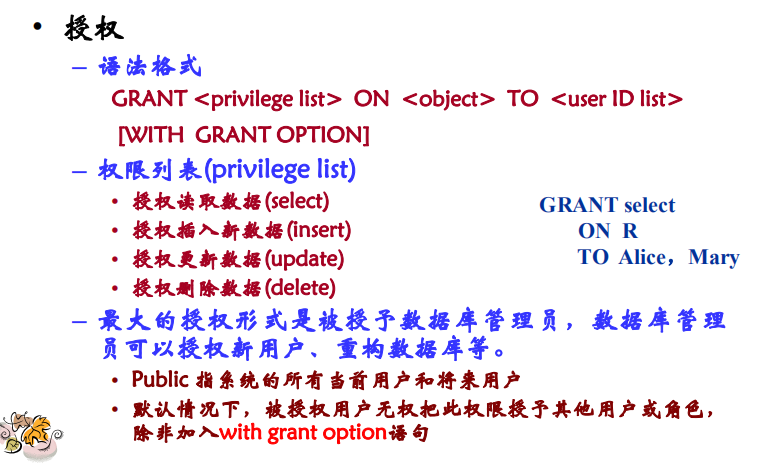 • 授权
– 语法格式
GRANT <privilege list> ON <object> TO <user ID list>
[WITH GRANT OPTION]
– 权限列表(privilege list)
• 授权读取数据(select)
• 授权插入新数据(insert)
• 授权更新数据(update)
• 授权删除数据(delete)
GRANT select
ON R
TO Alice，Mary
– 最大的授权形式是被授予数据库管理员，数据库管理
员可以授权新用户、重构数据库等。
• Public 指系统的所有当前用户和将来用户
• 默认情况下，被授权用户无权把此权限授予其他用户或角色，
除非加入with grant option语句